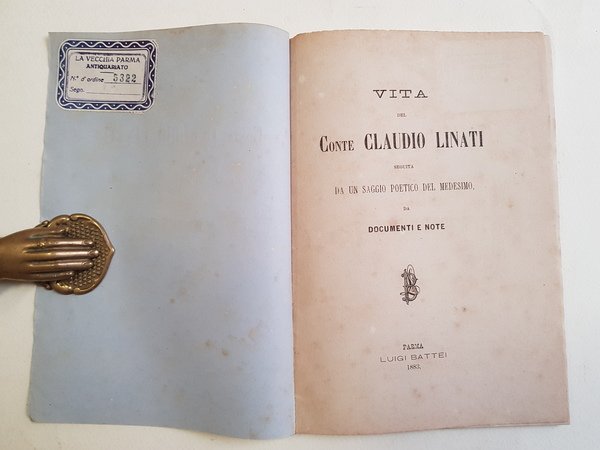 LA VECCHIA PARMA
ANTIQUARIATO
N.° d'ordine 5322
Segn.
VITA
DEL
CONTE CLAUDIO LINATI
SEGUITA
DA UN SAGGIO POETICO DEL MEDESIMO,
DA
DOCUMENTI E NOTE
PARMA
LUIGI BATTEI
1883.